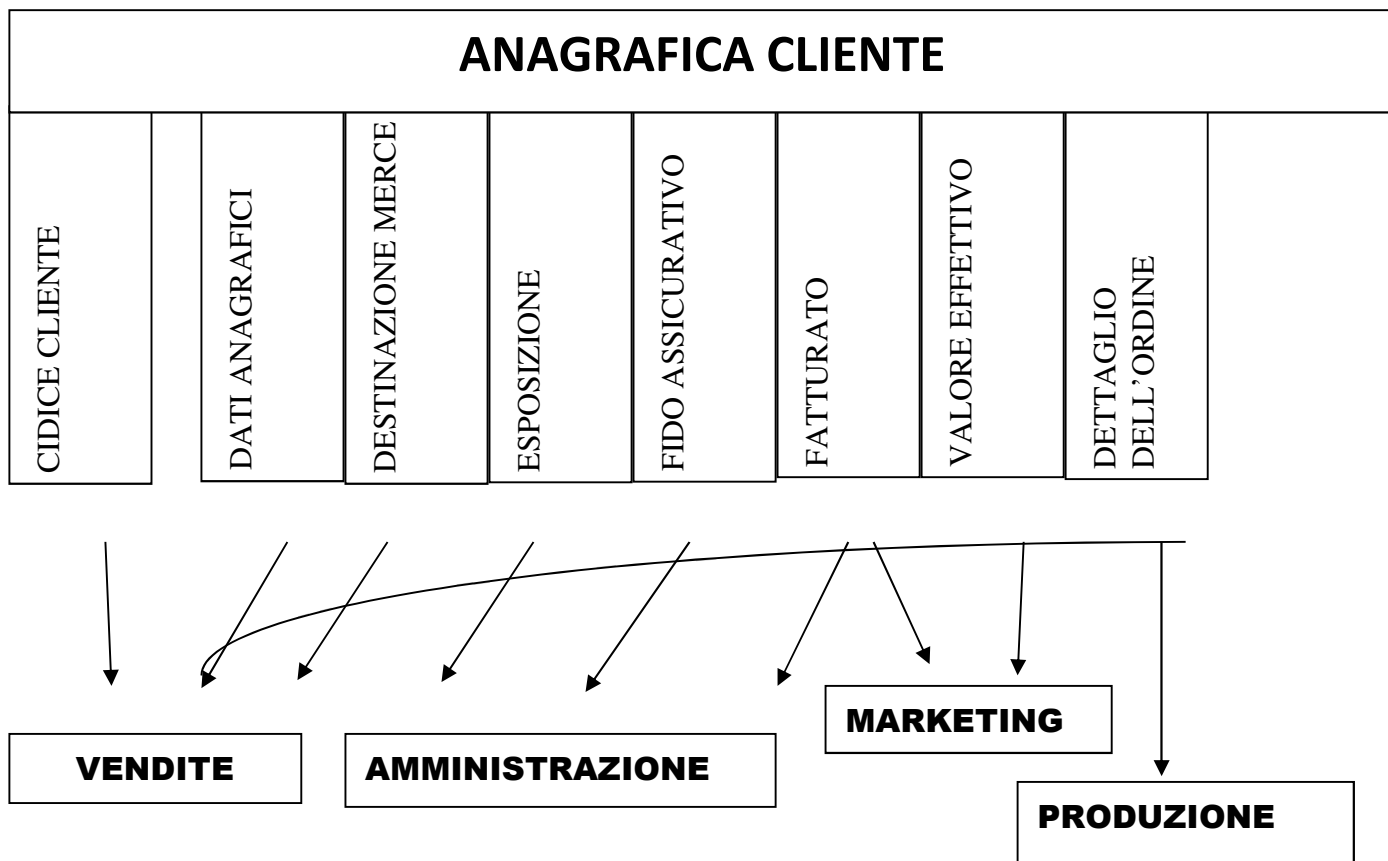 ANAGRAFICA CLIENTE
CIDICE CLIENTE
DATI ANAGRAFICI
DESTINAZIONE MERCE
ESPOSIZIONE
FIDO ASSICURATIVO
FATTURATO
VALORE EFFETTIVO
DETTAGLIO
DELL’ORDINE
MARKETING
VENDITE
AMMINISTRAZIONE
PRODUZIONE